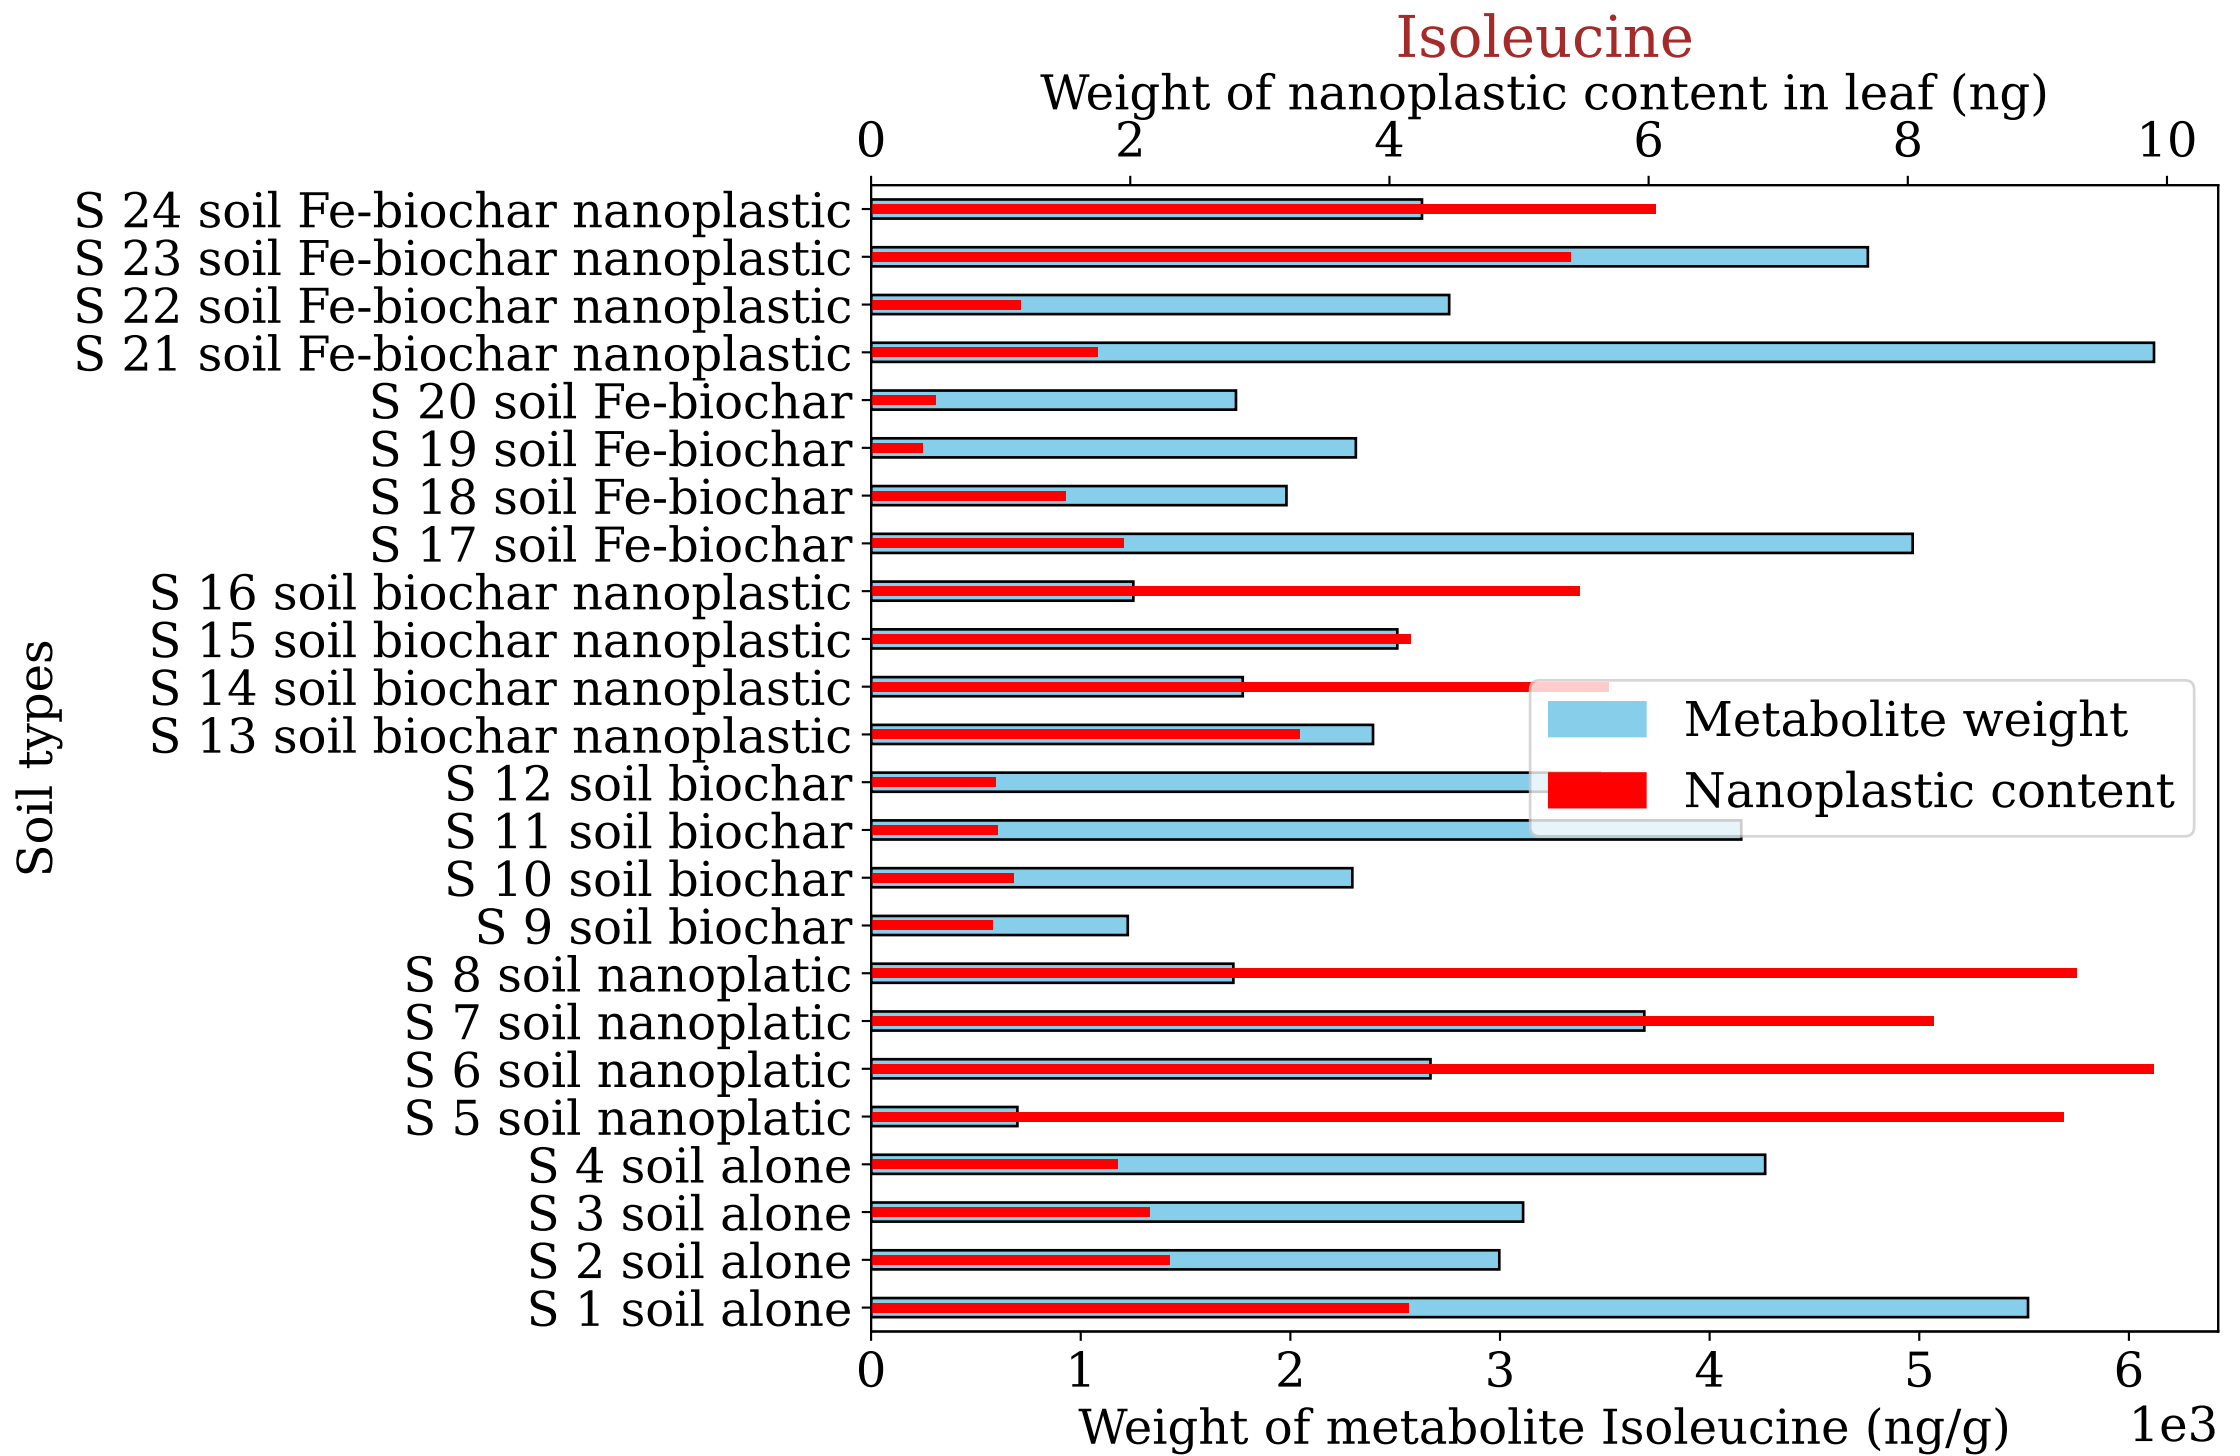 Isoleucine
Weight of nanoplastic content in leaf (ng)
0 2 4 6 8 10
S 24 soil Fe-biochar nanoplastic
S 23 soil Fe-biochar nanoplastic
S 22 soil Fe-biochar nanoplastic
S 21 soil Fe-biochar nanoplastic
S 20 soil Fe-biochar
S 19 soil Fe-biochar
S 18 soil Fe-biochar
S 17 soil Fe-biochar
S 16 soil biochar nanoplastic
S 15 soil biochar nanoplastic
S 14 soil biochar nanoplastic
S 13 soil biochar nanoplastic
S 12 soil biochar
S 11 soil biochar
S 10 soil biochar
S 9 soil biochar
S 8 soil nanoplatic
S 7 soil nanoplatic
S 6 soil nanoplatic
S 5 soil nanoplatic
S 4 soil alone
S 3 soil alone
S 2 soil alone
S 1 soil alone
Soil types
Metabolite weight
Nanoplastic content
0 1 2 3 4 5 6
Weight of metabolite Isoleucine (ng/g)
1e3